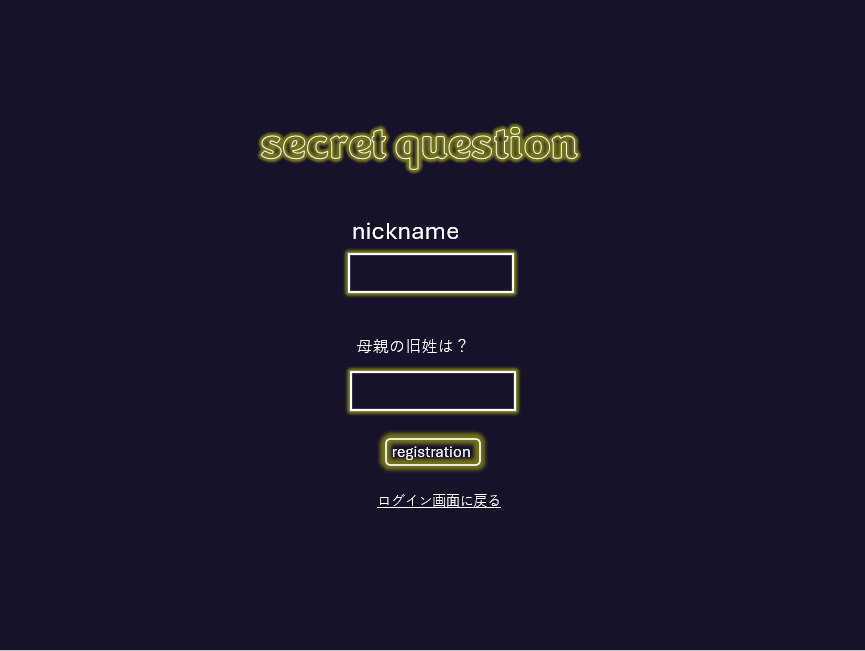 secret question
nickname
母親の旧姓は？
registration
ログイン画面に戻る